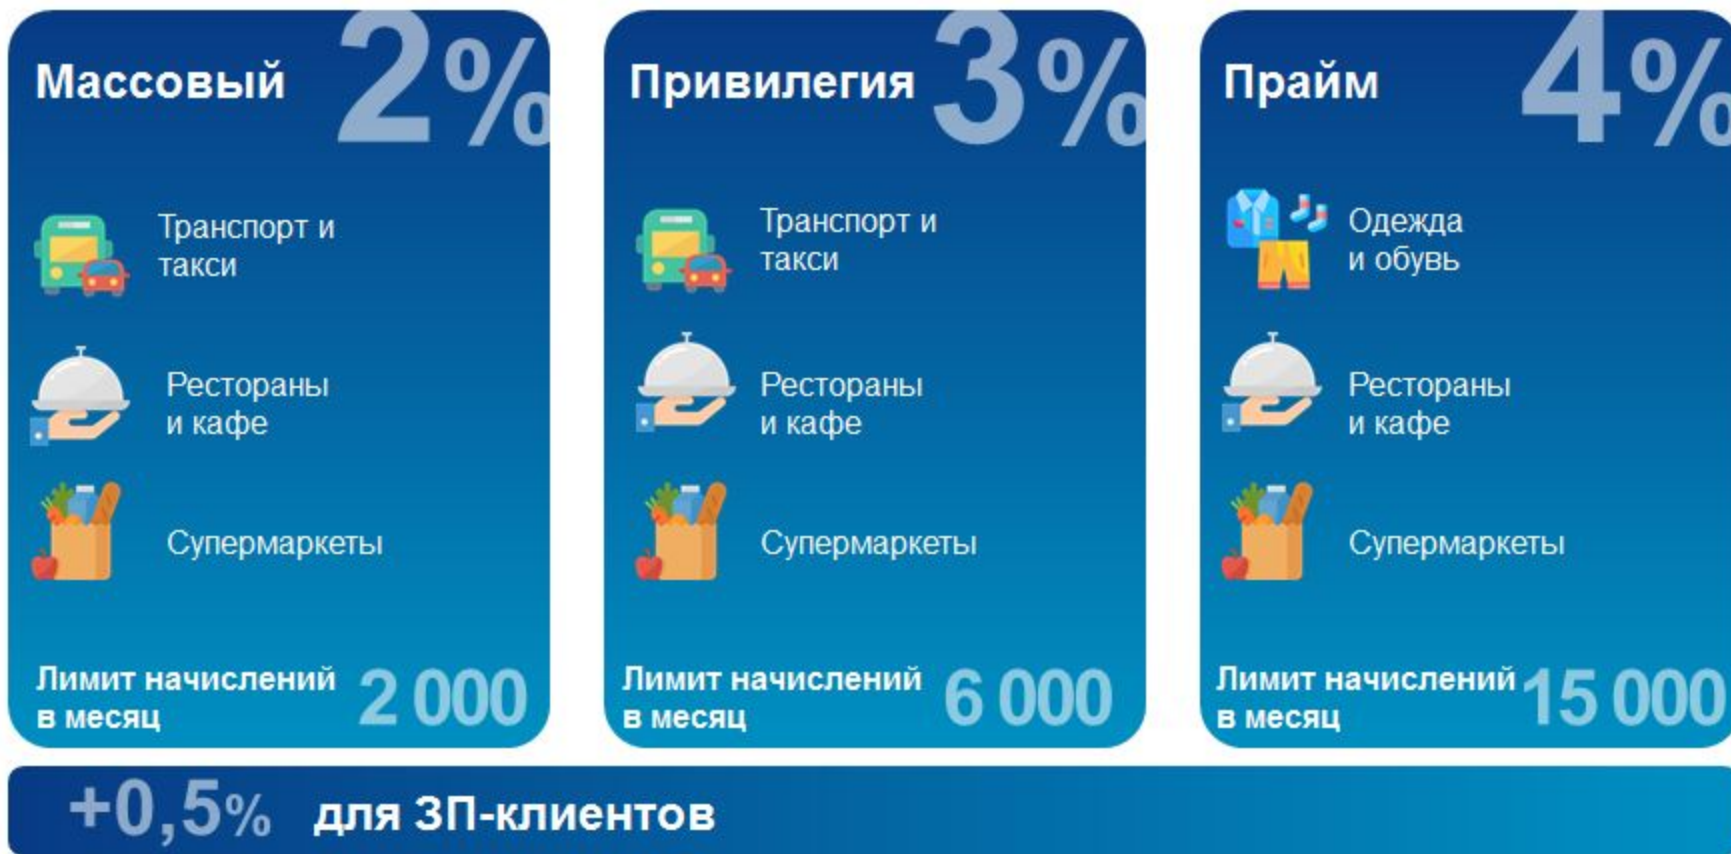 Массовый 2%
Транспорт и
такси
Рестораны
и кафе
Супермаркеты
Лимит начислений
в месяц
2 000
Привилегия 3%
Транспорт и
такси
Рестораны
и кафе
Супермаркеты
Лимит начислений
в месяц
6 000
Прайм 4%
Одежда
и обувь
Рестораны
и кафе
Супермаркеты
Лимит начислений
в месяц
15 000
+0,5% для ЗП-клиентов